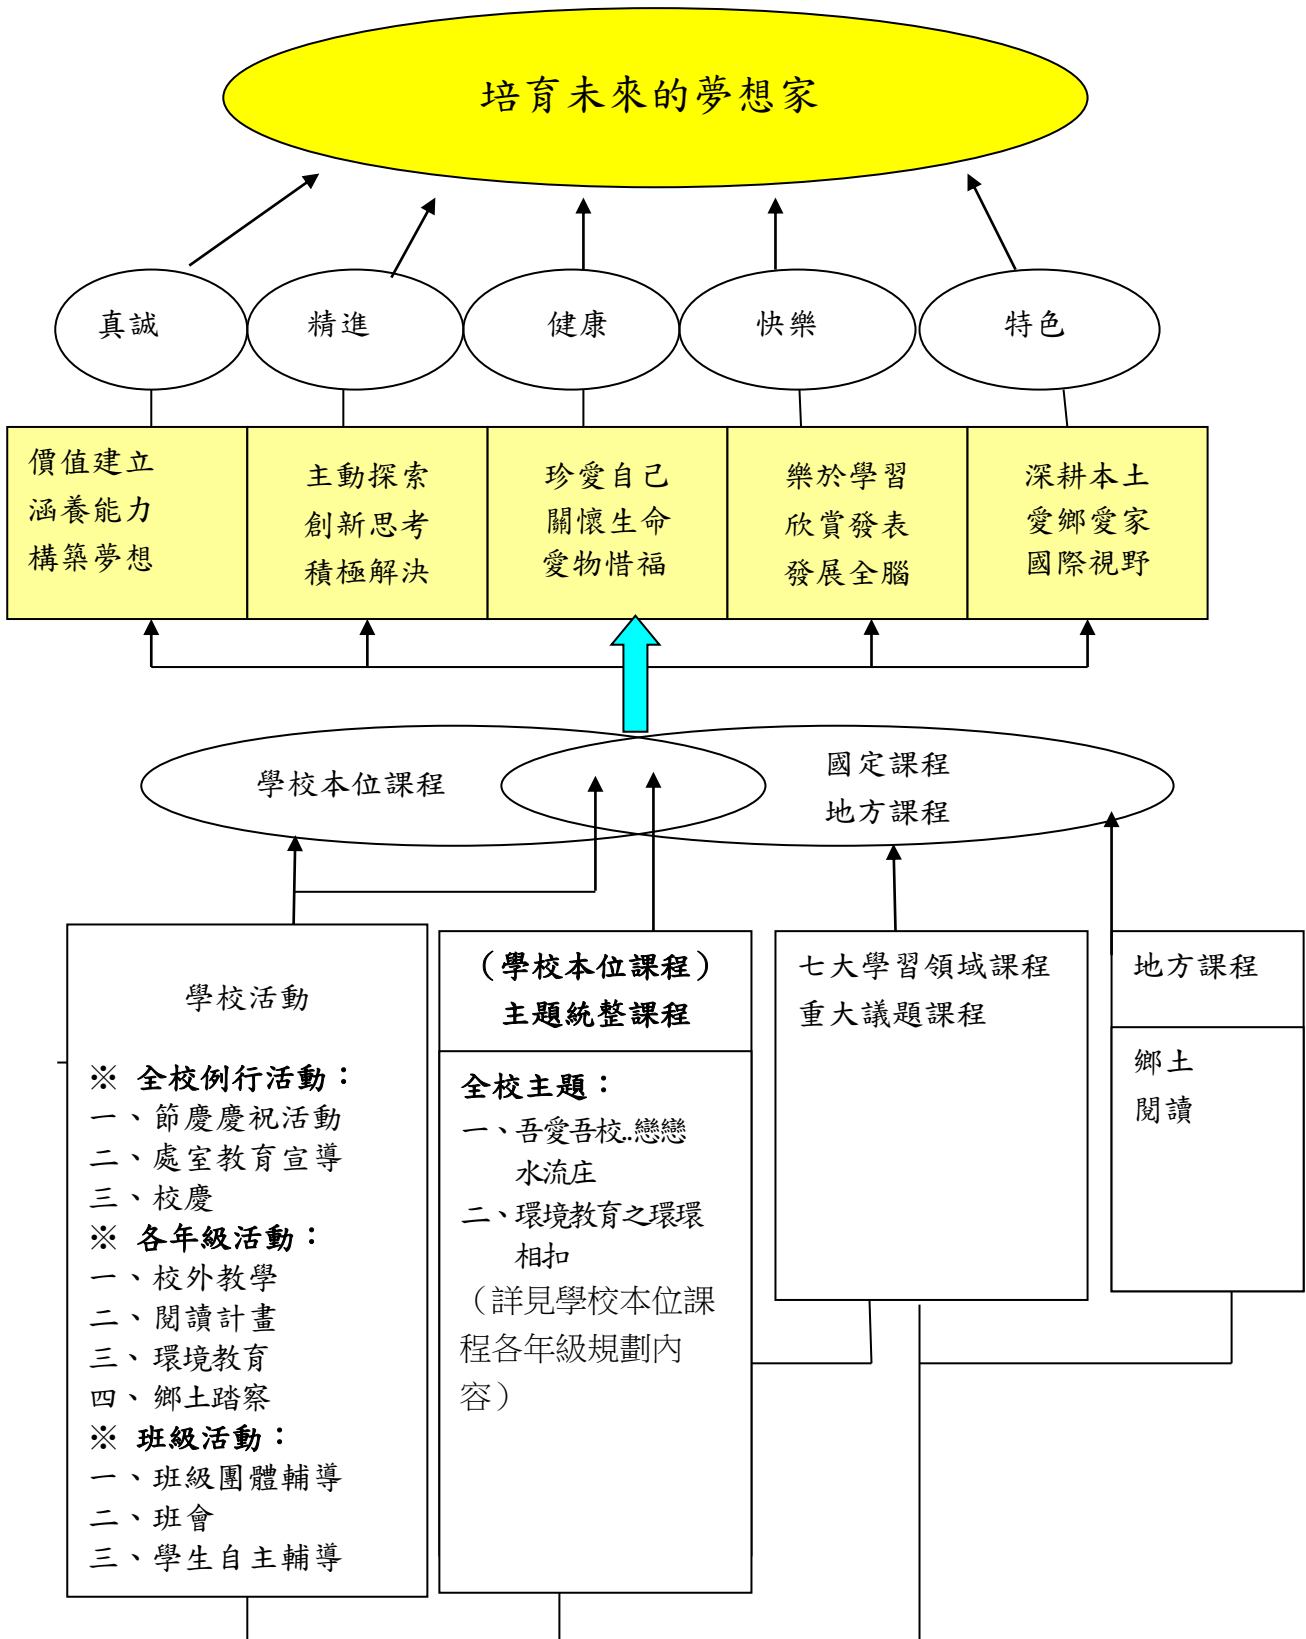 培育未來的夢想家
真誠
精進
健康
快樂
特色
價值建立
涵養能力
構築夢想
主動探索
創新思考
積極解決
珍愛自己
關懷生命
愛物惜福
樂於學習
欣賞發表
發展全腦
深耕本土
愛鄉愛家
國際視野
學校本位課程
國定課程
地方課程
學校活動
※ 全校例行活動：
一、節慶慶祝活動
二、處室教育宣導
三、校慶
※ 各年級活動：
一、校外教學
二、閱讀計畫
三、環境教育
四、鄉土踏察
※ 班級活動：
一、班級團體輔導
二、班會
三、學生自主輔導
（學校本位課程）
主題統整課程
全校主題：
一、吾愛吾校..戀戀
水流庄
二、環境教育之環環
相扣
（詳見學校本位課
程各年級規劃內
容）
七大學習領域課程
重大議題課程
地方課程
鄉土
閱讀